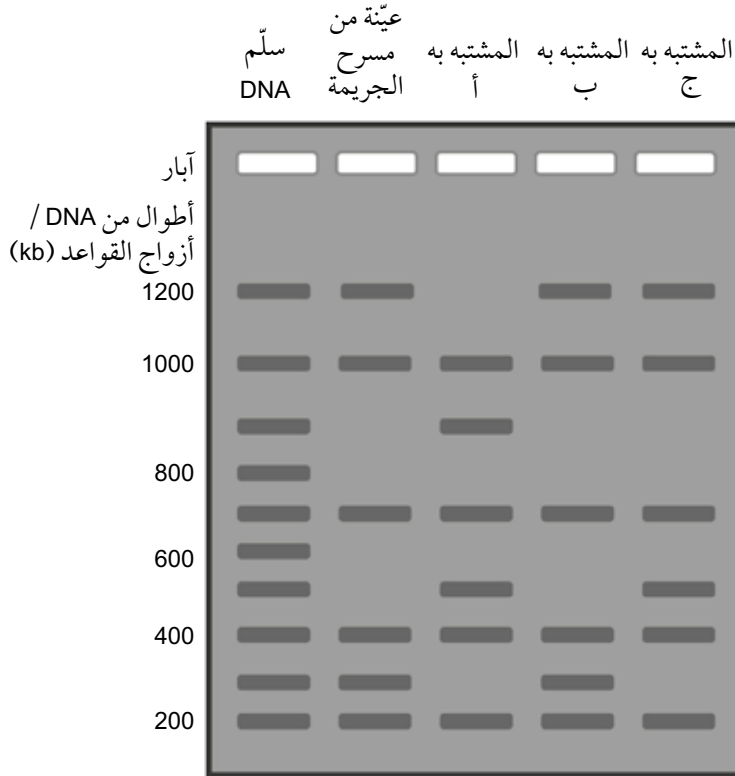 سلّم
DNA
عيّنة من
مسرح
الجريمة
المشتبه به
أ
المشتبه به
ب
المشتبه به
ج
آبار
أطوال من DNA /
أزواج القواعد (kb)
1200
1000
800
600
400
200